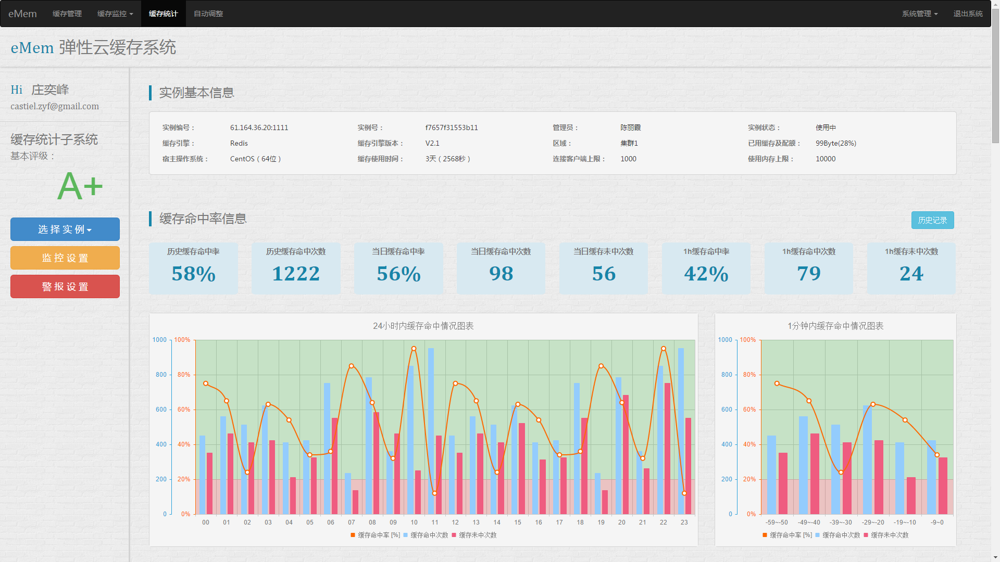 eMem 缓存管理 缓存监控 缓存统计 自动调整 系统管理 退出系统
eMem 弹性云缓存系统
Hi 庄奕峰
castiel.zyf@gmail.com
缓存统计子系统
基本评级：
A+
选 择 实 例
监 控 设 置
警 报 设 置
实例基本信息
实例编号： 61.164.36.20:1111 实例号： f7657f31553b11 管理员： 陈丽霞 实例状态： 使用中
缓存引擎： Redis 缓存引擎版本： V2.1 区域： 集群1 已用缓存及配额： 99Byte(28%)
宿主操作系统： CentOS（64位） 缓存使用时间： 3天（2568秒） 连接客户端上限： 1000 使用内存上限： 10000
缓存命中率信息 历史记录
历史缓存命中率 历史缓存命中次数 当日缓存命中率 当日缓存命中次数 当日缓存未中次数 1h缓存命中率 1h缓存命中次数 1h缓存未中次数
58% 1222 56% 98 56 42% 79 24
24小时内缓存命中情况图表
1000 100%
800 80%
600 60%
400 40%
200 20%
0 0%
00 01 02 03 04 05 06 07 08 09 10 11 12 13 14 15 16 17 18 19 20 21 22 23
缓存命中率 [%] 缓存命中次数 缓存未中次数
1分钟内缓存命中情况图表
1000 100%
800 80%
600 60%
400 40%
200 20%
0 0%
-59~-50 -49~-40 -39~-30 -29~-20 -19~-10 -9~0
缓存命中率 [%] 缓存命中次数 缓存未中次数